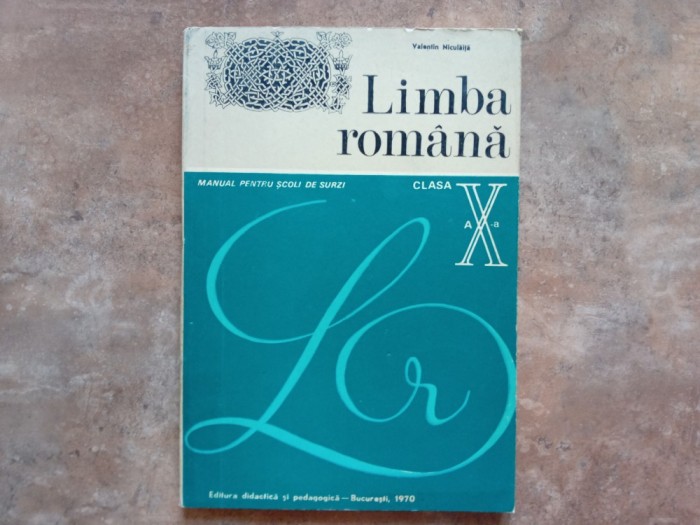 Valentin Niculăiță
Limba
română
MANUAL PENTRU ȘCOLI DE SURZI
CLASA
A X-a
Lr
Editura didactică și pedagogică — București, 1970